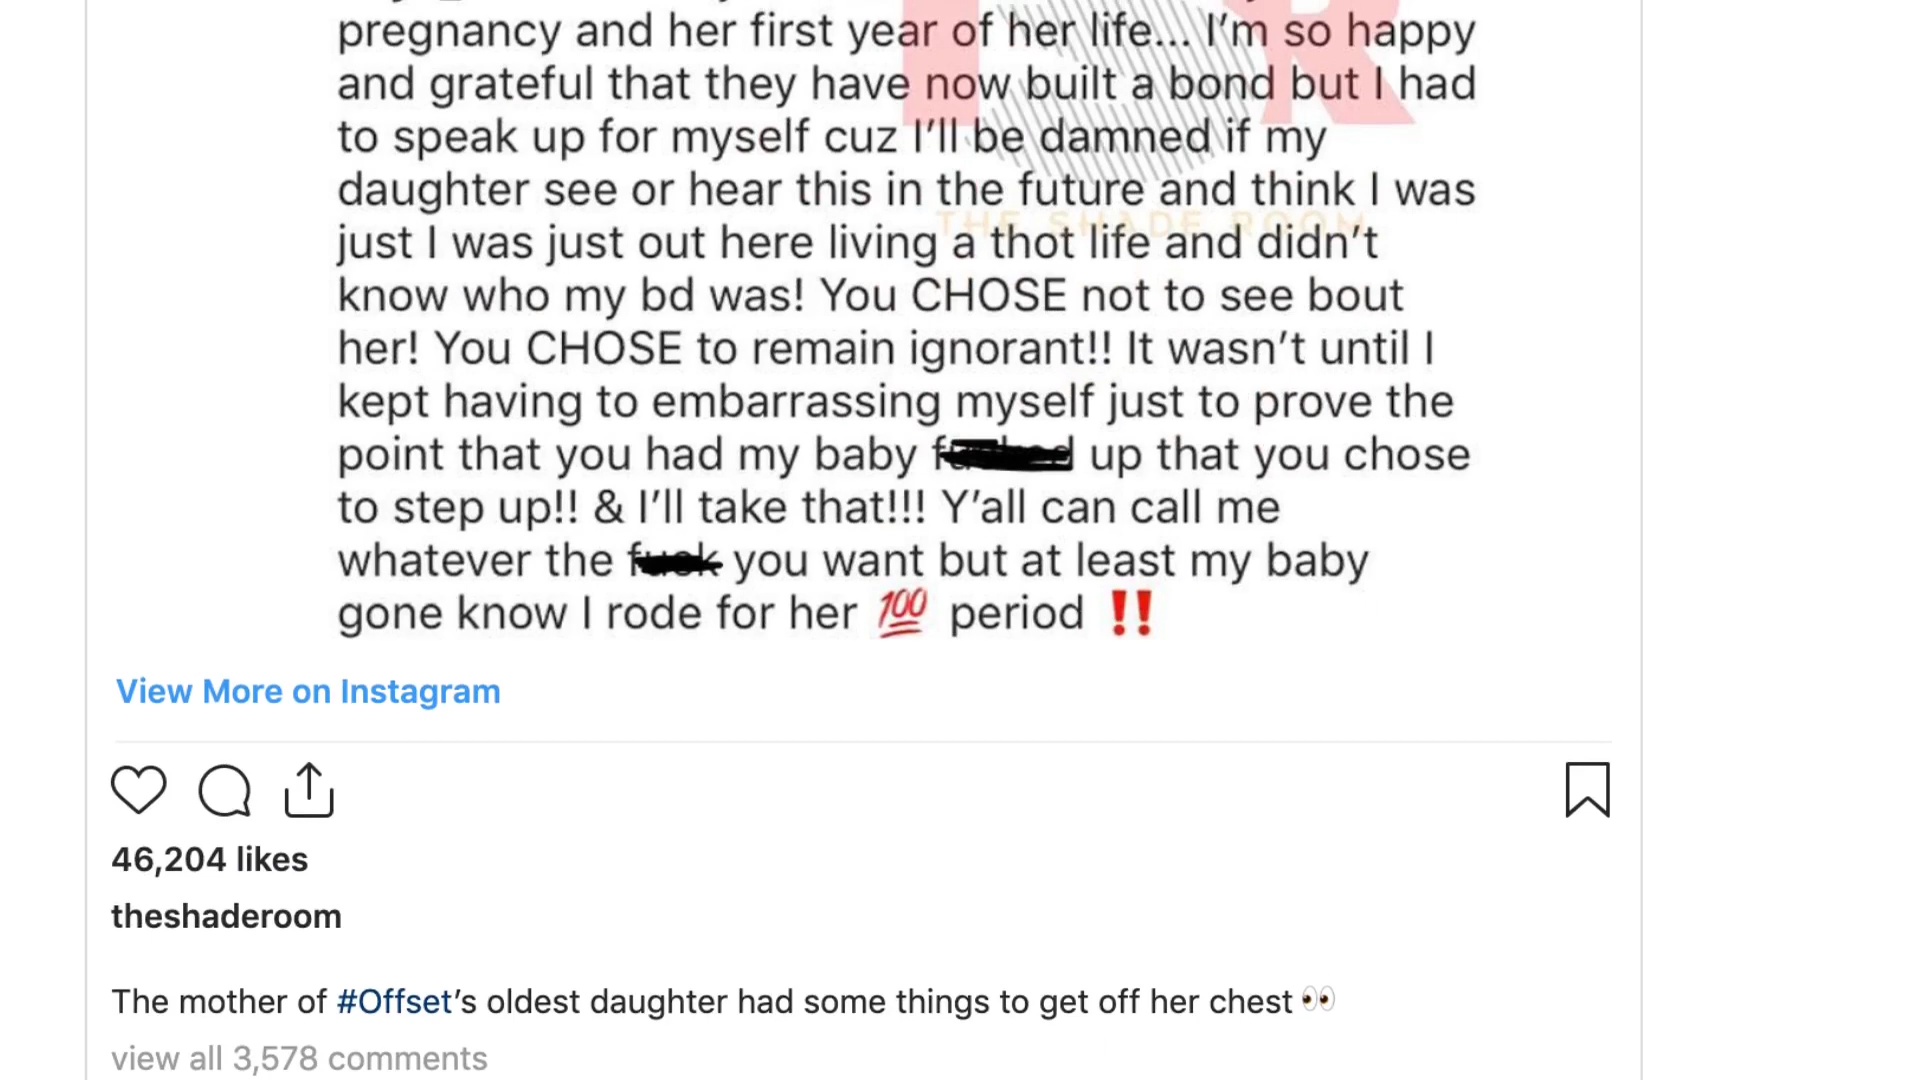 pregnancy and her first year of her life... I'm so happy
and grateful that they have now built a bond but I had
to speak up for myself cuz I'll be damned if my
daughter see or hear this in the future and think I was
THE SHADE ROOM
just I was just out here living a thot life and didn't
know who my bd was! You CHOSE not to see bout
her! You CHOSE to remain ignorant!! It wasn't until I
kept having to embarrassing myself just to prove the
point that you had my baby up that you chose
to step up!! & I'll take that!!! Y'all can call me
whatever the fuck you want but at least my baby
gone know I rode for her 💯 period ‼️
View More on Instagram
46,204 likes
theshaderoom
The mother of #Offset's oldest daughter had some things to get off her chest 👀
view all 3,578 comments